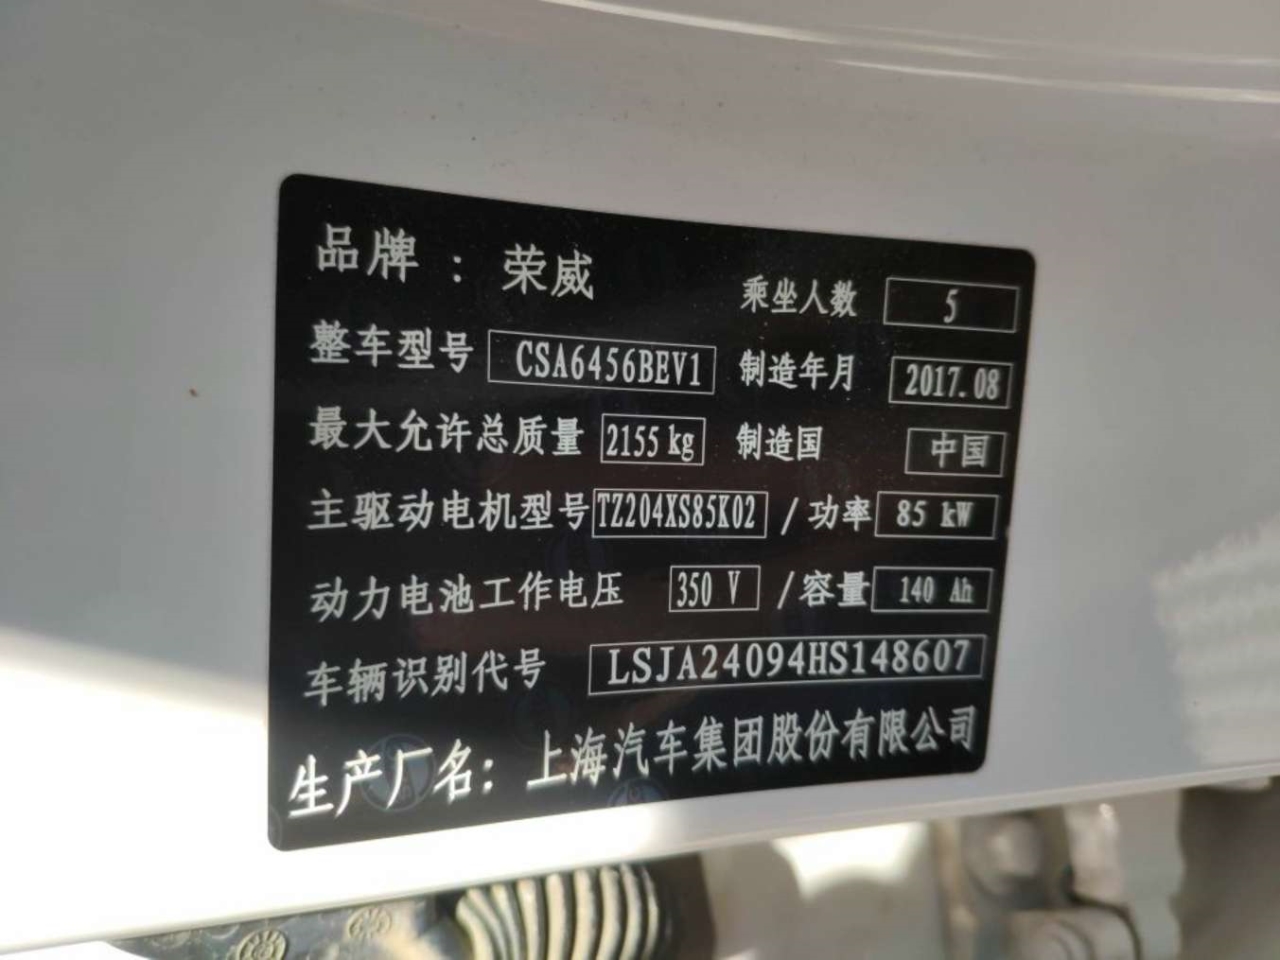 品牌：荣威 乘坐人数 5
整车型号 CSA6456BEV1 制造年月 2017.08
最大允许总质量 2155 kg 制造国 中国
主驱动电机型号 TZ204XS85K02 /功率 85 kW
动力电池工作电压 350 V /容量 140 Ah
车辆识别代号 LSJA24094HS148607
生产厂名：上海汽车集团股份有限公司